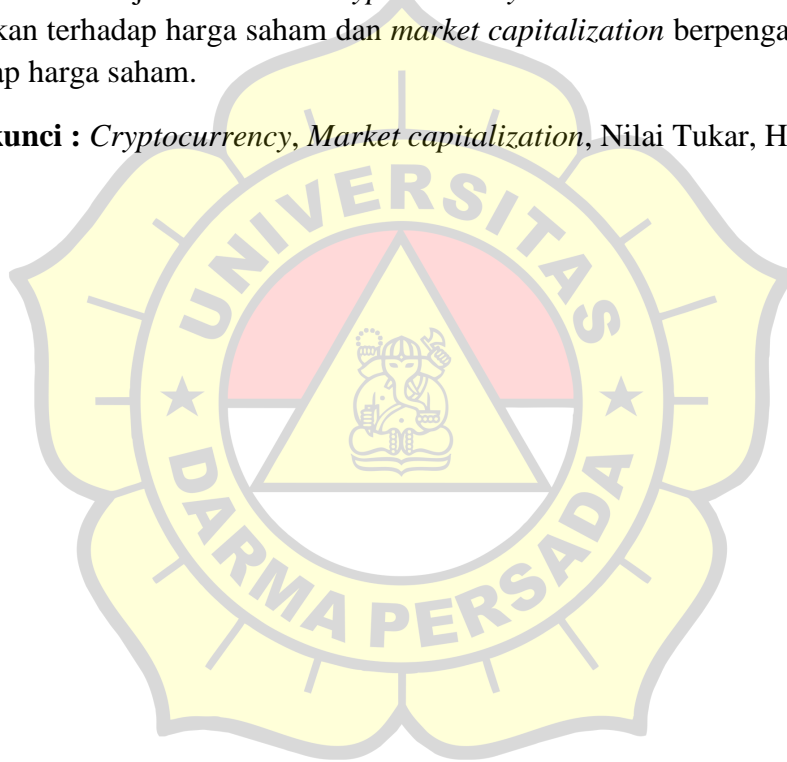 kan terhadap harga saham dan market capitalization berpenga
ap harga saham.
kunci : Cryptocurrency, Market capitalization, Nilai Tukar, H
UNIVERSITAS
DARMA PERSADA